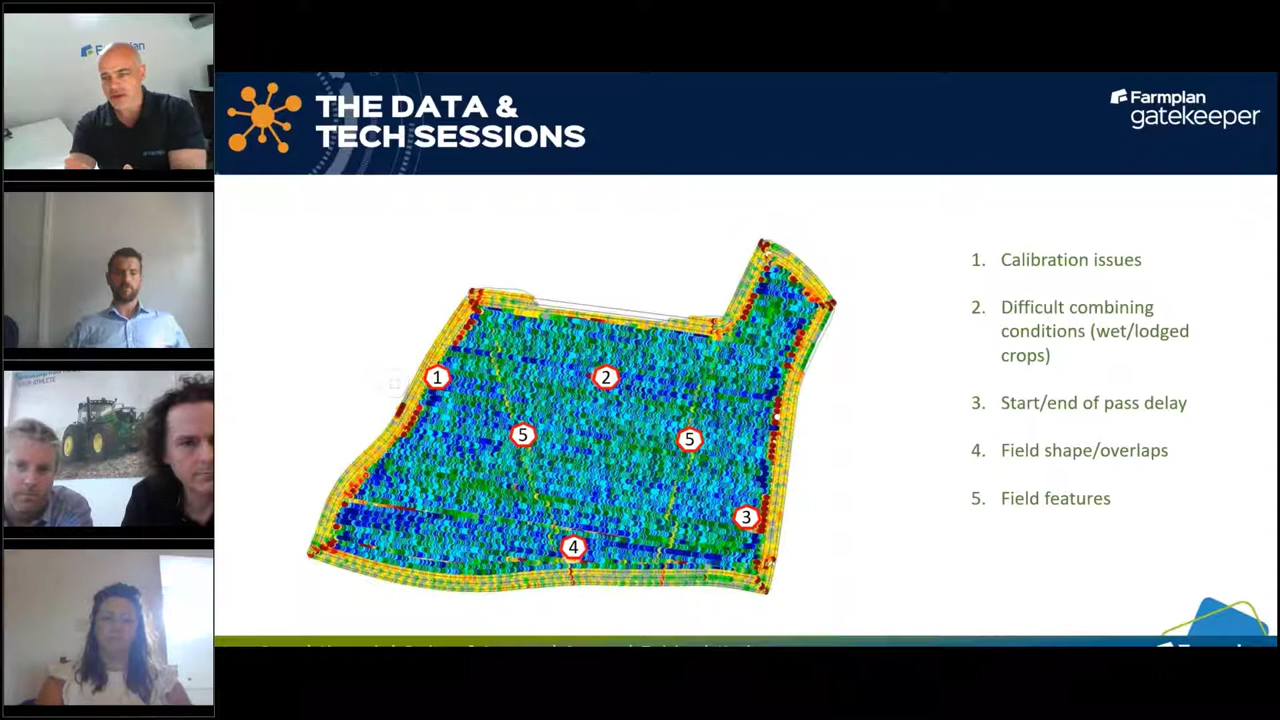 Farmplan
THE DATA &
TECH SESSIONS
Farmplan
gatekeeper
1
2
5
5
3
4
1. Calibration issues
2. Difficult combining
conditions (wet/lodged
crops)
3. Start/end of pass delay
4. Field shape/overlaps
5. Field features